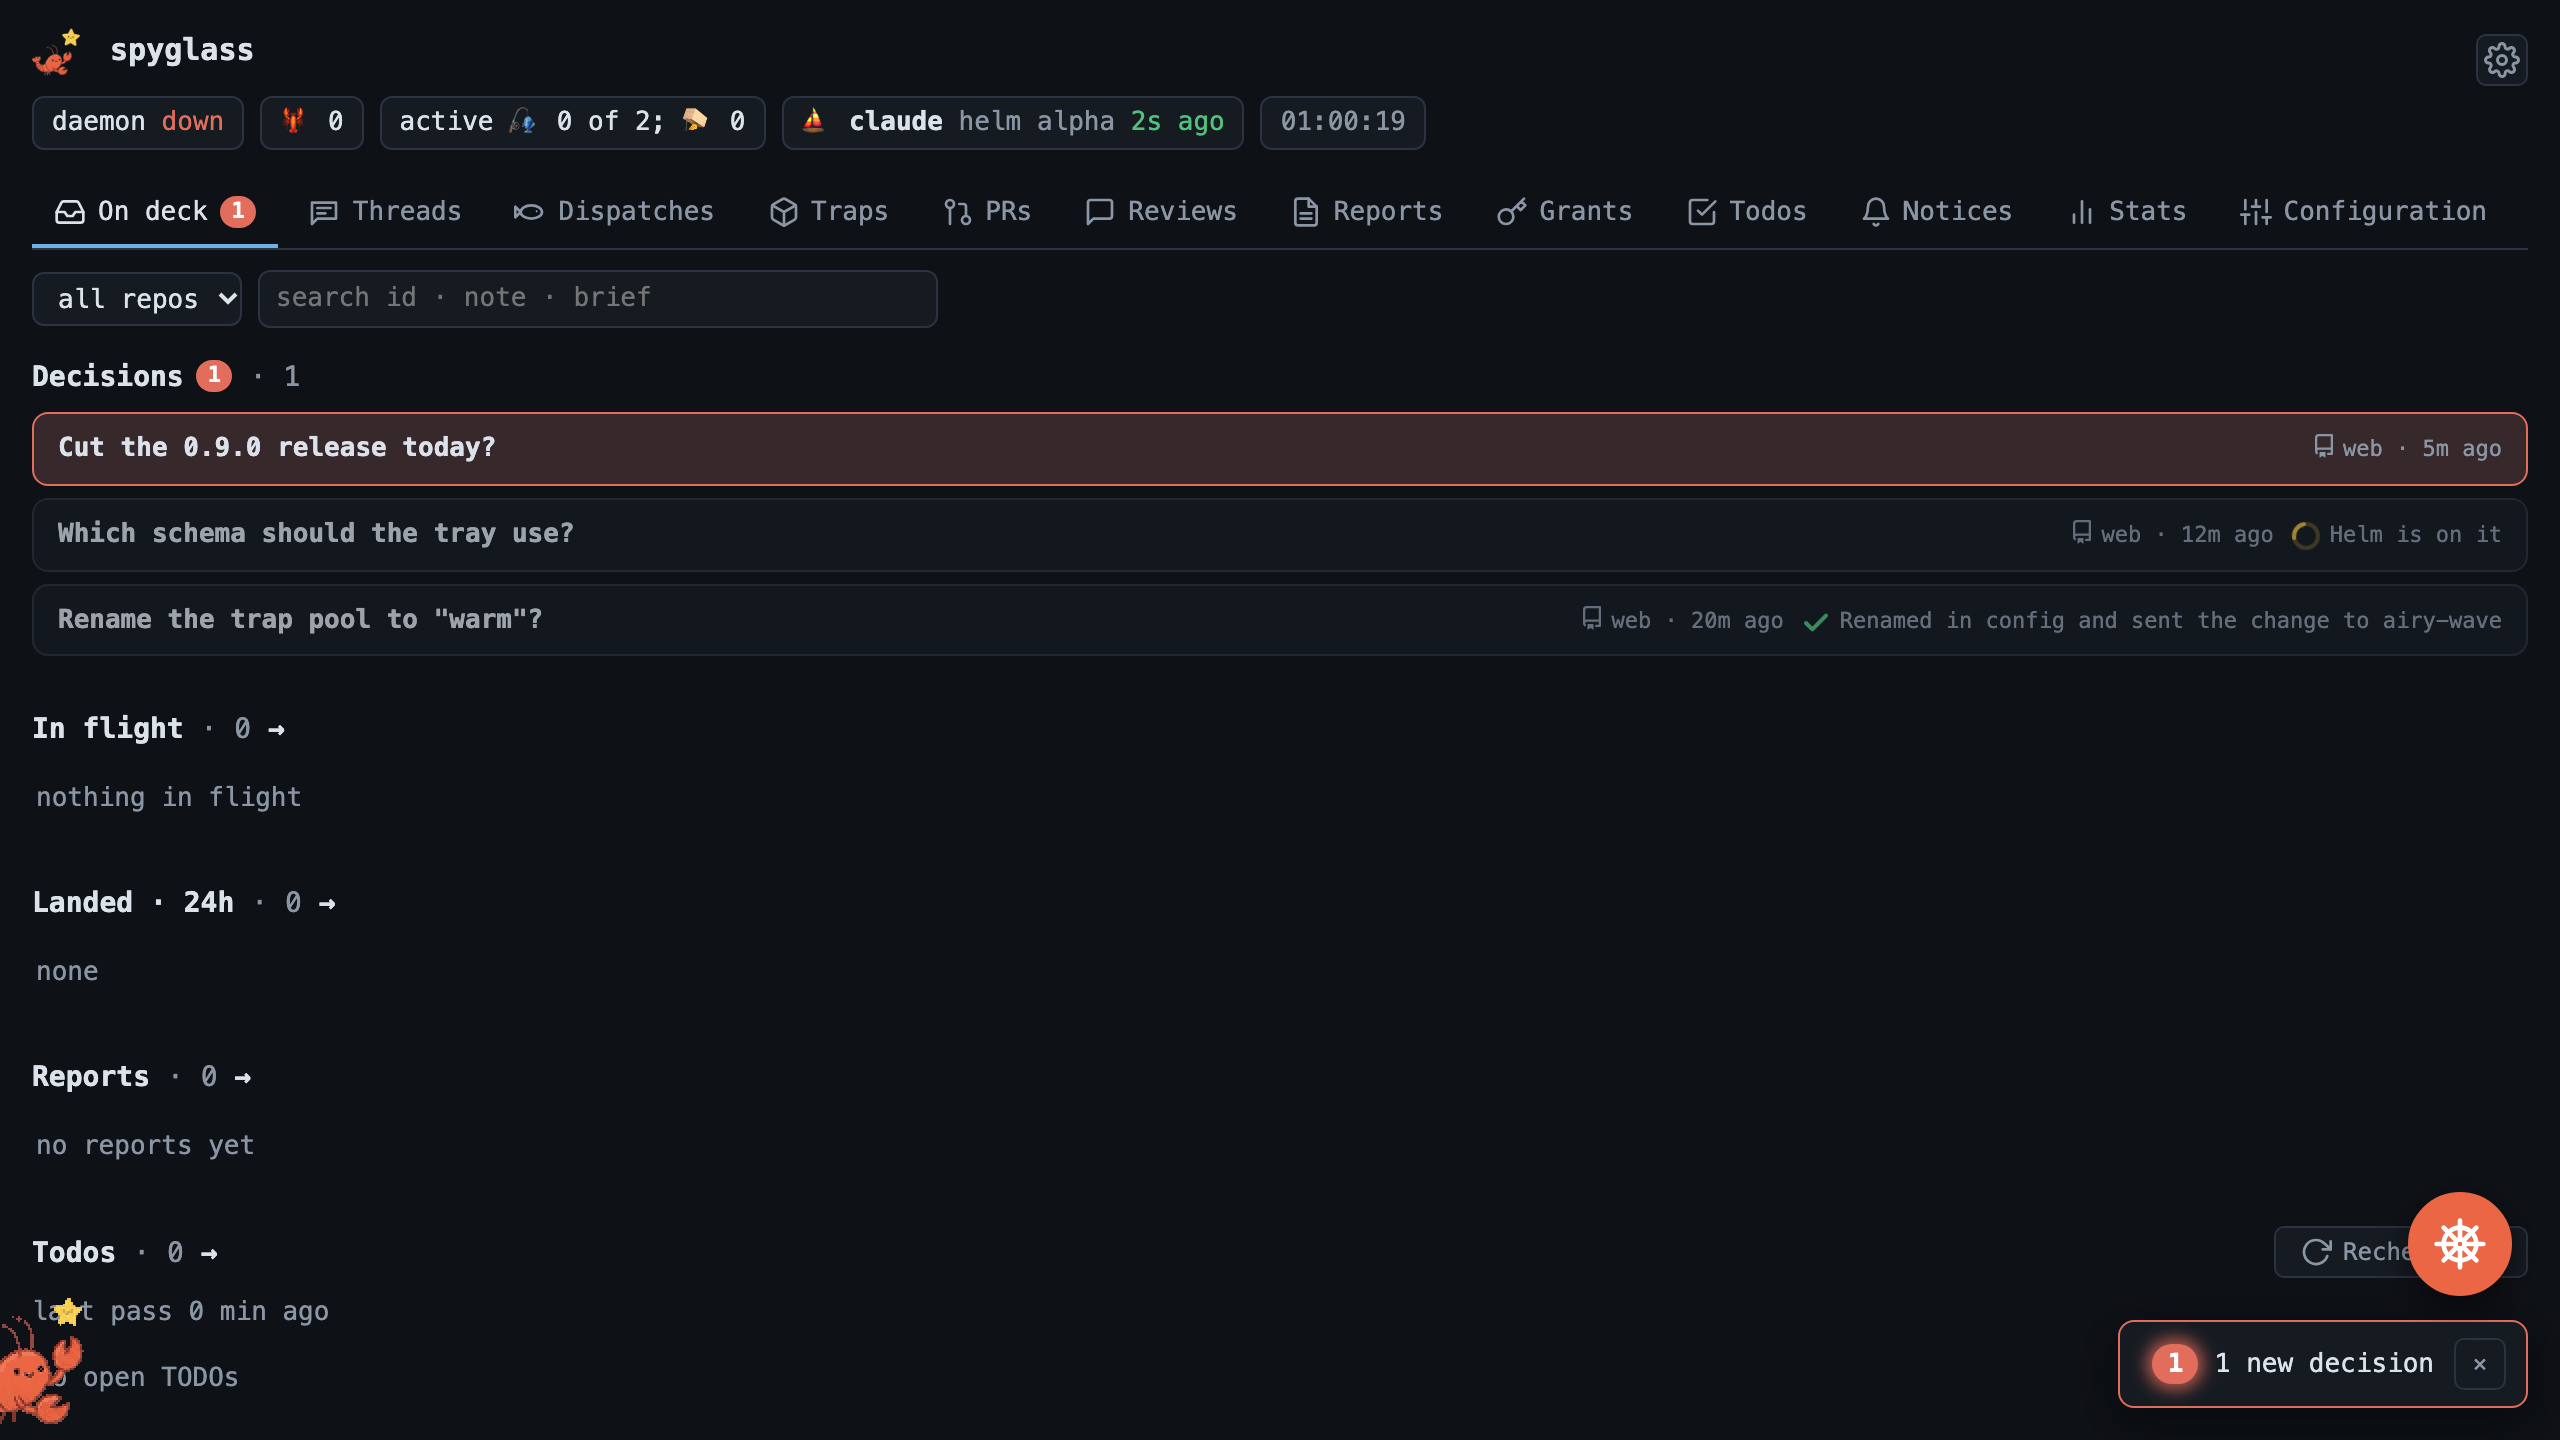 spyglass
daemon down
0
active 0 of 2; 0
claude helm alpha 2s ago
01:00:19
On deck 1
Threads
Dispatches
Traps
PRs
Reviews
Reports
Grants
Todos
Notices
Stats
Configuration
all repos
search id · note · brief
Decisions 1 · 1
Cut the 0.9.0 release today?
web · 5m ago
Which schema should the tray use?
web · 12m ago Helm is on it
Rename the trap pool to "warm"?
web · 20m ago Renamed in config and sent the change to airy-wave
In flight · 0 →
nothing in flight
Landed · 24h · 0 →
none
Reports · 0 →
no reports yet
Todos · 0 →
pass 0 min ago
open TODOs
1 1 new decision ×